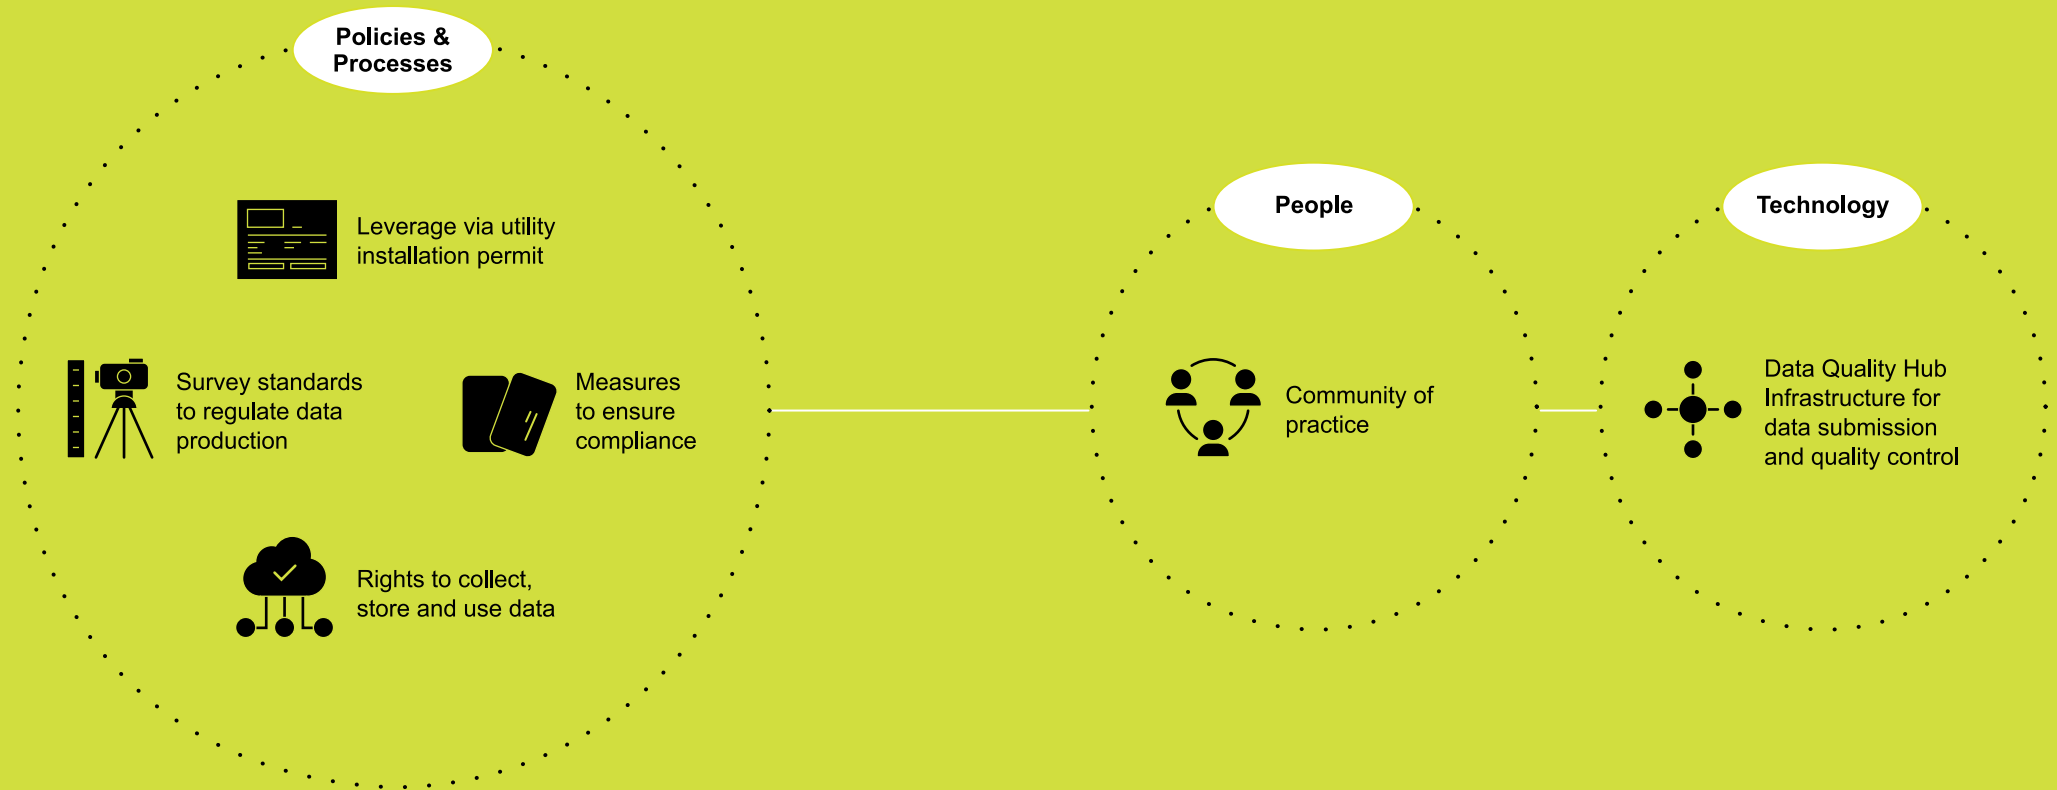 Policies &
Processes
Leverage via utility
installation permit
Survey standards
to regulate data
production
Measures
to ensure
compliance
Rights to collect,
store and use data
People
Community of
practice
Technology
Data Quality Hub
Infrastructure for
data submission
and quality control